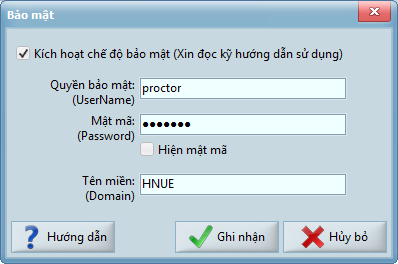 Bảo mật
Kích hoạt chế độ bảo mật (Xin đọc kỹ hướng dẫn sử dụng)
Quyền bảo mật: proctor
(UserName)
Mật mã: ●●●●●●●
(Password)
Hiện mật mã
Tên miền: HNUE
(Domain)
Hướng dẫn Ghi nhận Hủy bỏ